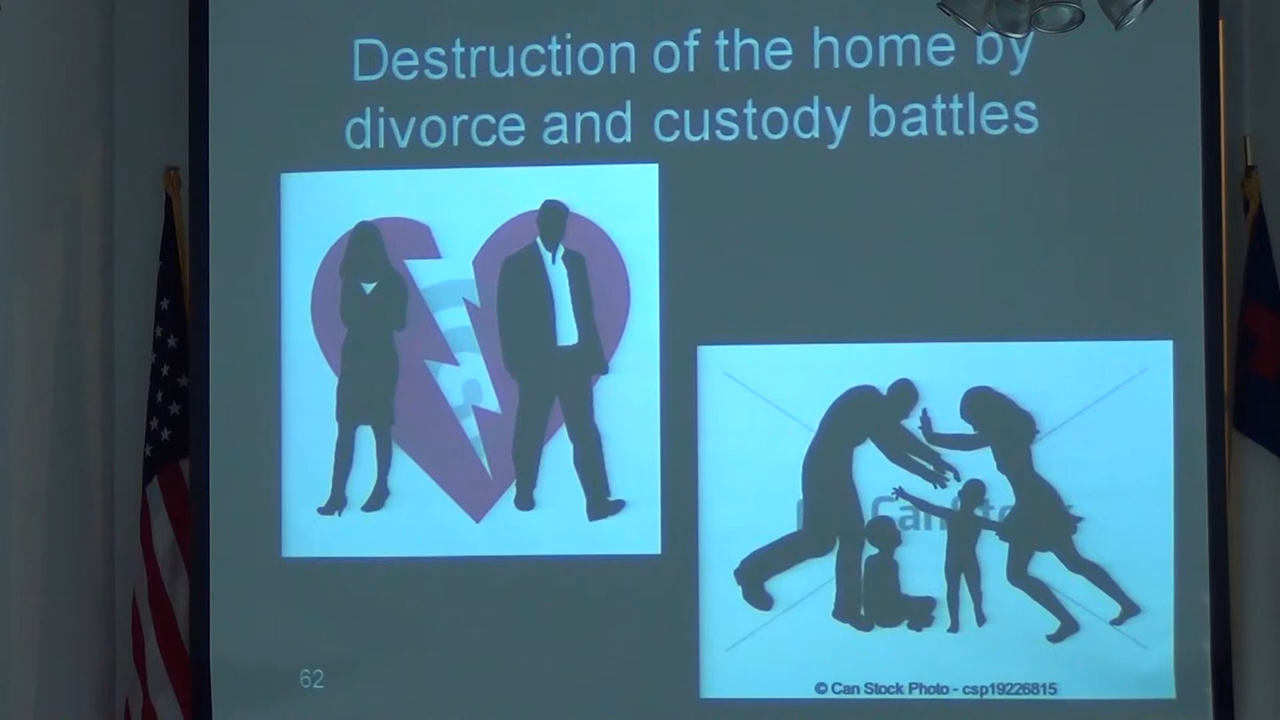 Destruction of the home by
divorce and custody battles
© Can Stock Photo - csp19226815
62